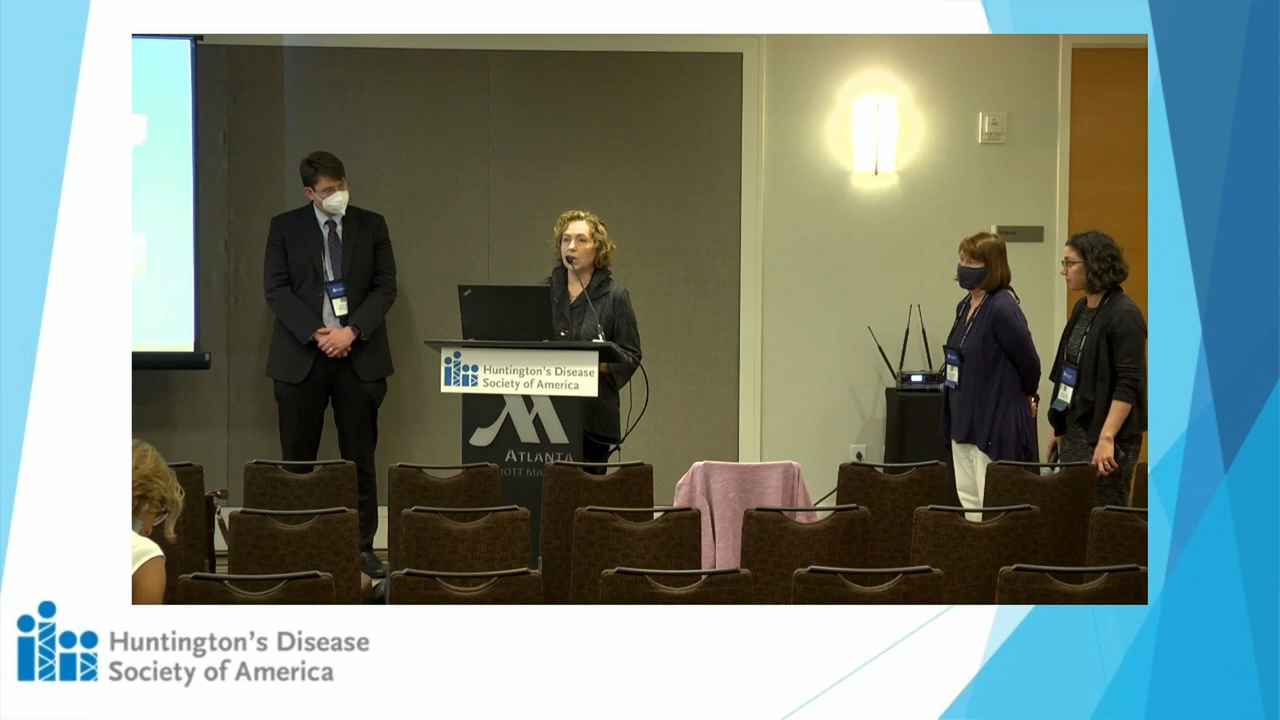 Huntington's Disease
Society of America
ATLANTA
Huntington's Disease
Society of America